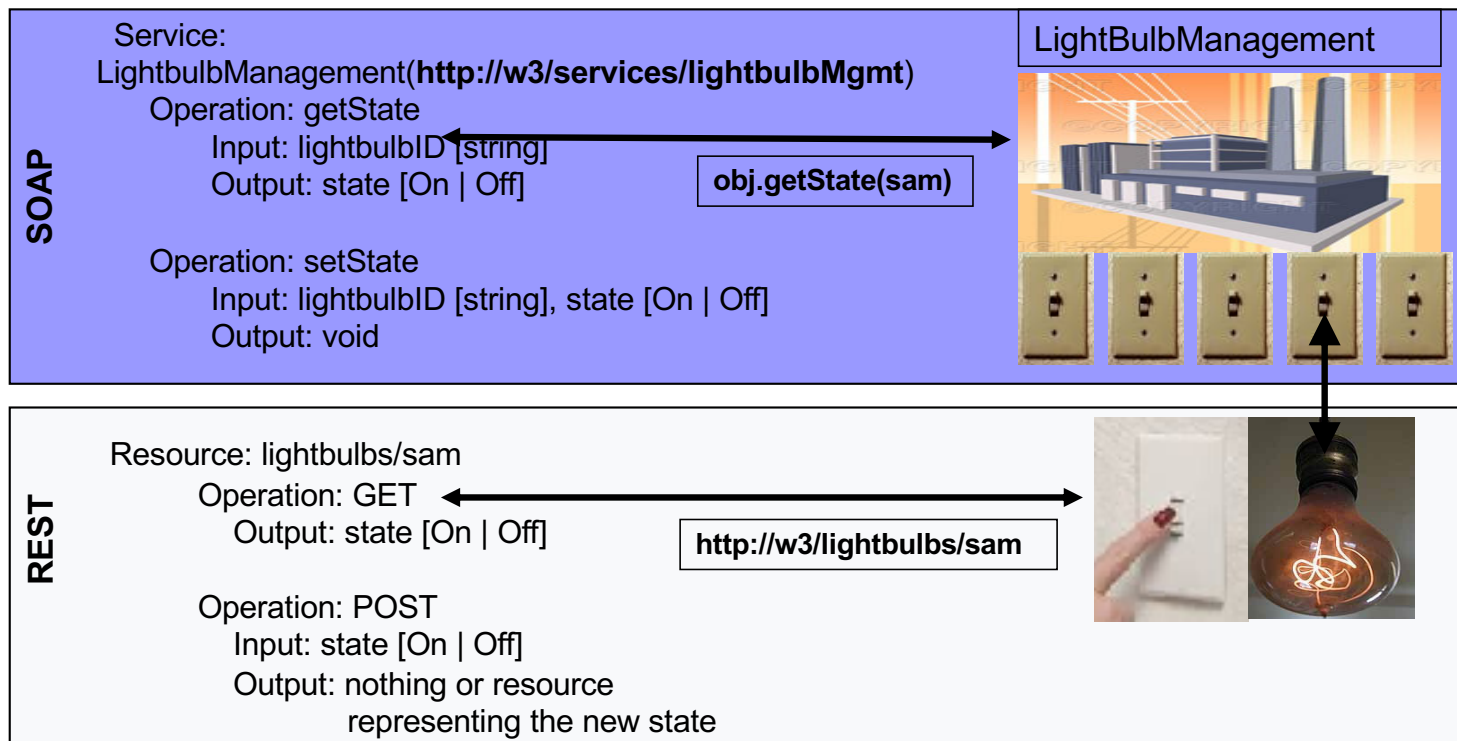 SOAP
Service:
LightbulbManagement(http://w3/services/lightbulbMgmt)
Operation: getState
Input: lightbulbID [string]
Output: state [On | Off]
obj.getState(sam)
Operation: setState
Input: lightbulbID [string], state [On | Off]
Output: void
LightBulbManagement
REST
Resource: lightbulbs/sam
Operation: GET
Output: state [On | Off]
http://w3/lightbulbs/sam
Operation: POST
Input: state [On | Off]
Output: nothing or resource
representing the new state